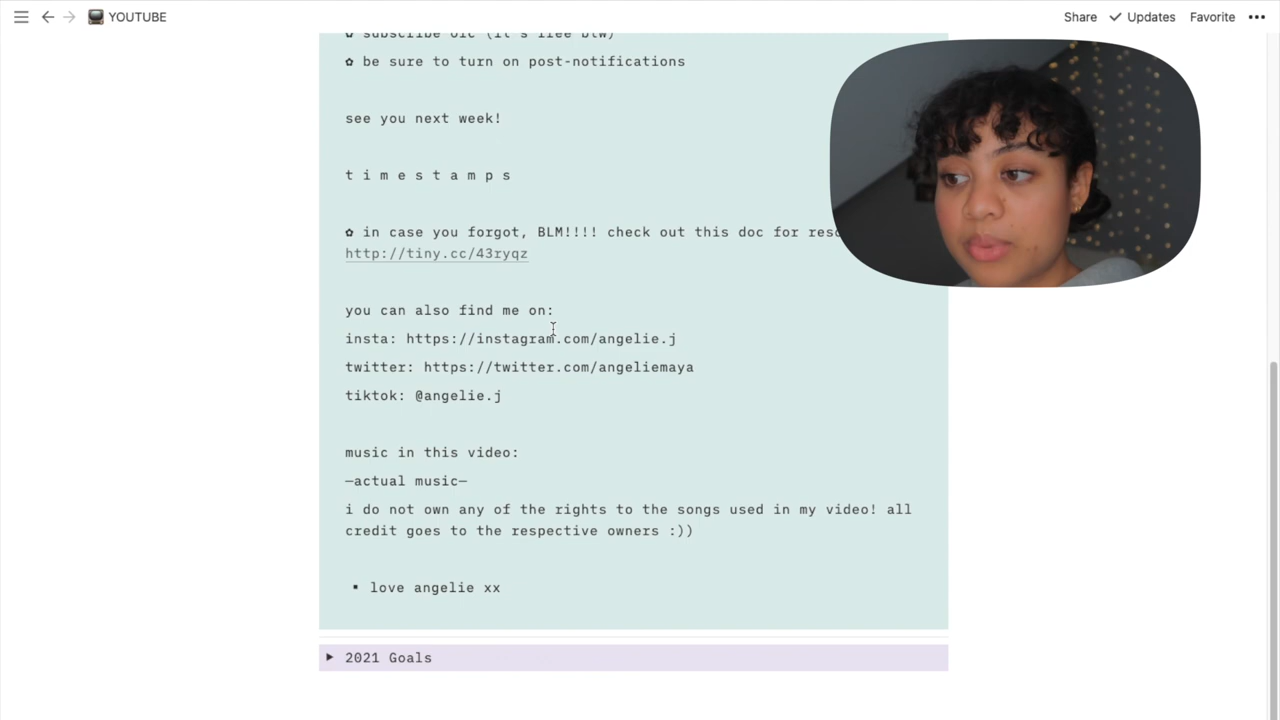 YOUTUBE
Share
Updates
Favorite
✿ be sure to turn on post-notifications
see you next week!
t i m e s t a m p s
✿ in case you forgot, BLM!!!! check out this doc for
http://tiny.cc/43ryqz
you can also find me on:
insta: https://instagram.com/angelie.j
twitter: https://twitter.com/angeliemaya
tiktok: @angelie.j
music in this video:
—actual music—
i do not own any of the rights to the songs used in my video! all
credit goes to the respective owners :))
▪ love angelie xx
2021 Goals